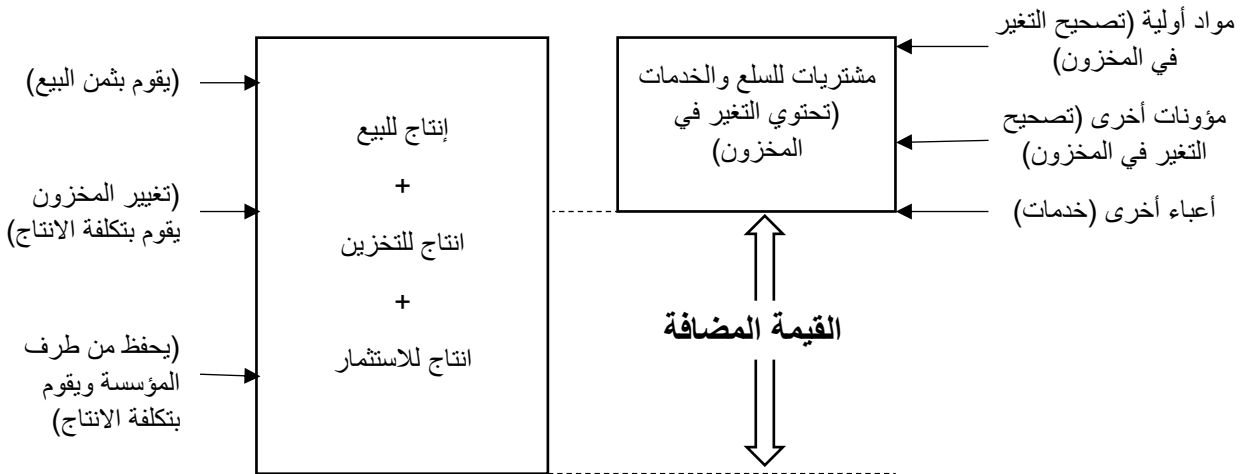 مواد أولية (تصحيح التغير
في المخزون)
مؤونات أخرى (تصحيح
التغير في المخزون)
أعباء أخرى (خدمات)
مشتريات للسلع والخدمات
(تحتوي التغير في
المخزون)
القيمة المضافة
إنتاج للبيع
+
انتاج للتخزين
+
انتاج للاستثمار
(يقوم بثمن البيع)
(تغيير المخزون
يقوم بتكلفة الانتاج)
(يحفظ من طرف
المؤسسة ويقوم
بتكلفة الانتاج)